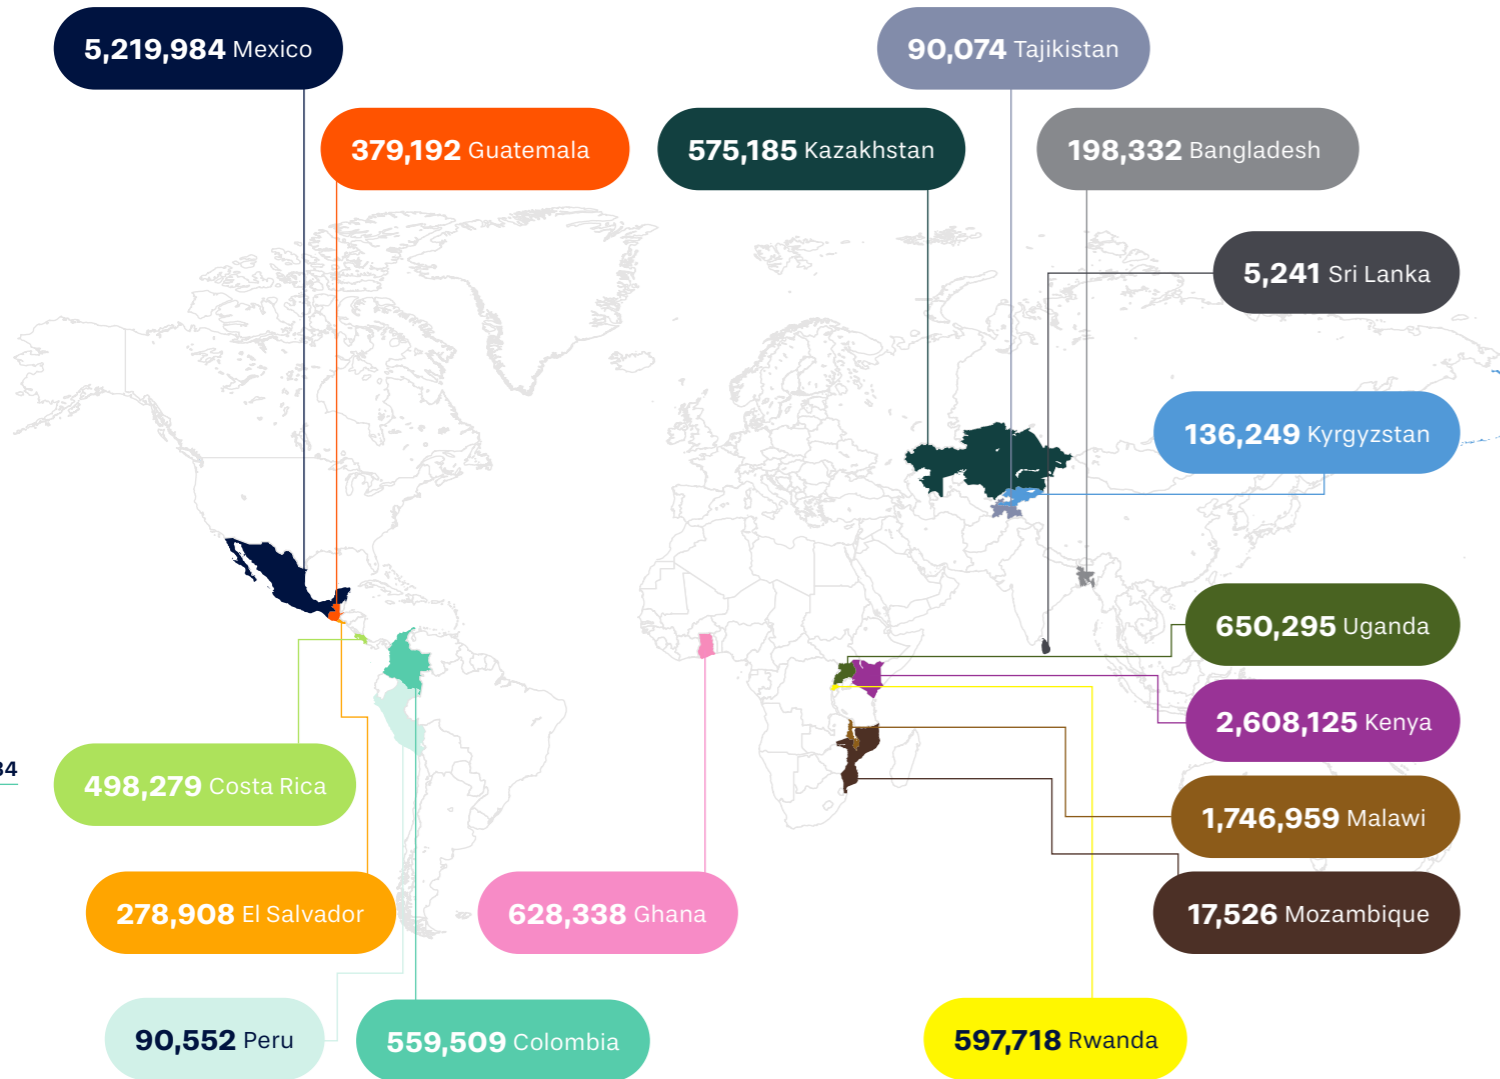 5,219,984 Mexico
90,074 Tajikistan
379,192 Guatemala
575,185 Kazakhstan
198,332 Bangladesh
5,241 Sri Lanka
136,249 Kyrgyzstan
650,295 Uganda
2,608,125 Kenya
34
498,279 Costa Rica
1,746,959 Malawi
278,908 El Salvador
628,338 Ghana
17,526 Mozambique
90,552 Peru
559,509 Colombia
597,718 Rwanda